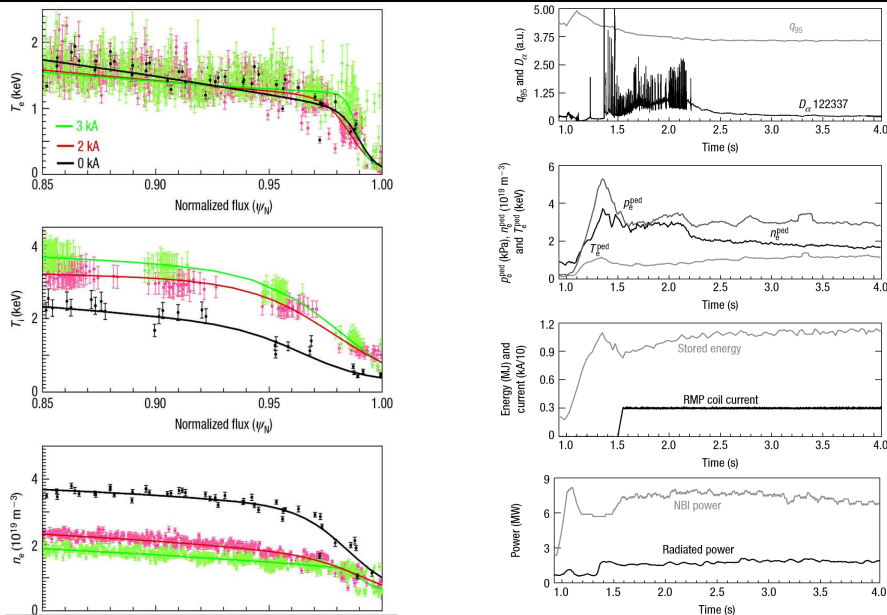 2
1
0
T_e (keV)
3 kA
2 kA
0 kA
0.85 0.90 0.95 1.00
Normalized flux (ψ_N)
4
2
0
T_i (keV)
0.85 0.90 0.95 1.00
Normalized flux (ψ_N)
4
2
0
n_e (10^19 m^−3)
0.85 0.90 0.95 1.00
5.00
3.75
2.50
1.25
0
q_95 and D_α (a.u.)
q_95
D_α 122337
1.0 1.5 2.0 2.5 3.0 3.5 4.0
Time (s)
6
4
2
0
p_e^ped (kPa), n_e^ped (10^19 m^−3)
and T_e^ped (keV)
p_e^ped
n_e^ped
T_e^ped
1.0 1.5 2.0 2.5 3.0 3.5 4.0
Time (s)
1.2
0.9
0.6
0.3
0
Energy (MJ) and
current (kA/10)
Stored energy
RMP coil current
1.0 1.5 2.0 2.5 3.0 3.5 4.0
Time (s)
9
6
3
0
Power (MW)
NBI power
Radiated power
1.0 1.5 2.0 2.5 3.0 3.5 4.0
Time (s)